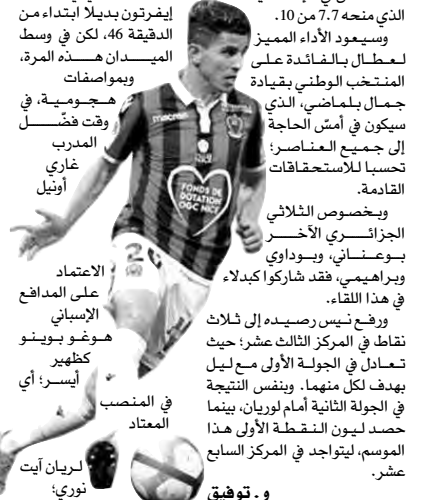 الذي منحه 7.7 من 10.
وسيعود الأداء المميز
لعطال بالفائدة على
المنتخب الوطني بقيادة
جمال بلماضي، الذي
سيكون في أمسّ الحاجة
إلى جميع العناصر؛
تحسبا للاستحقاقات
القادمة.
وبخصوص الثلاثي
الجزائري الآخر
بوعناني، وبوداوي
وبراهيمي، فقد شاركوا كبدلاء
في هذا اللقاء.
ورفع نيس رصيده إلى ثلاث
نقاط في المركز الثالث عشر؛ حيث
تعادل في الجولة الأولى مع ليل
بهدف لكل منهما. وبنفس النتيجة
في الجولة الثانية أمام لوريان، بينما
حصد ليون النقطة الأولى هذا
الموسم، ليتواجد في المركز السابع
عشر.
و. توفيق
إيفرتون بديلا ابتداء من
الدقيقة 46، لكن في وسط
الميدان هذه المرة،
وبمواصفات
هجومية، في
وقت فضّل
المدرب
غاري
أونيل
الاعتماد
على المدافع
الإسباني
هوغو بوينو
كظهير
أيسر؛ أي
في المنصب
المعتاد
لريان آيت
نوري؛
macron
FONDS DE
DOTATION
OGC NICE